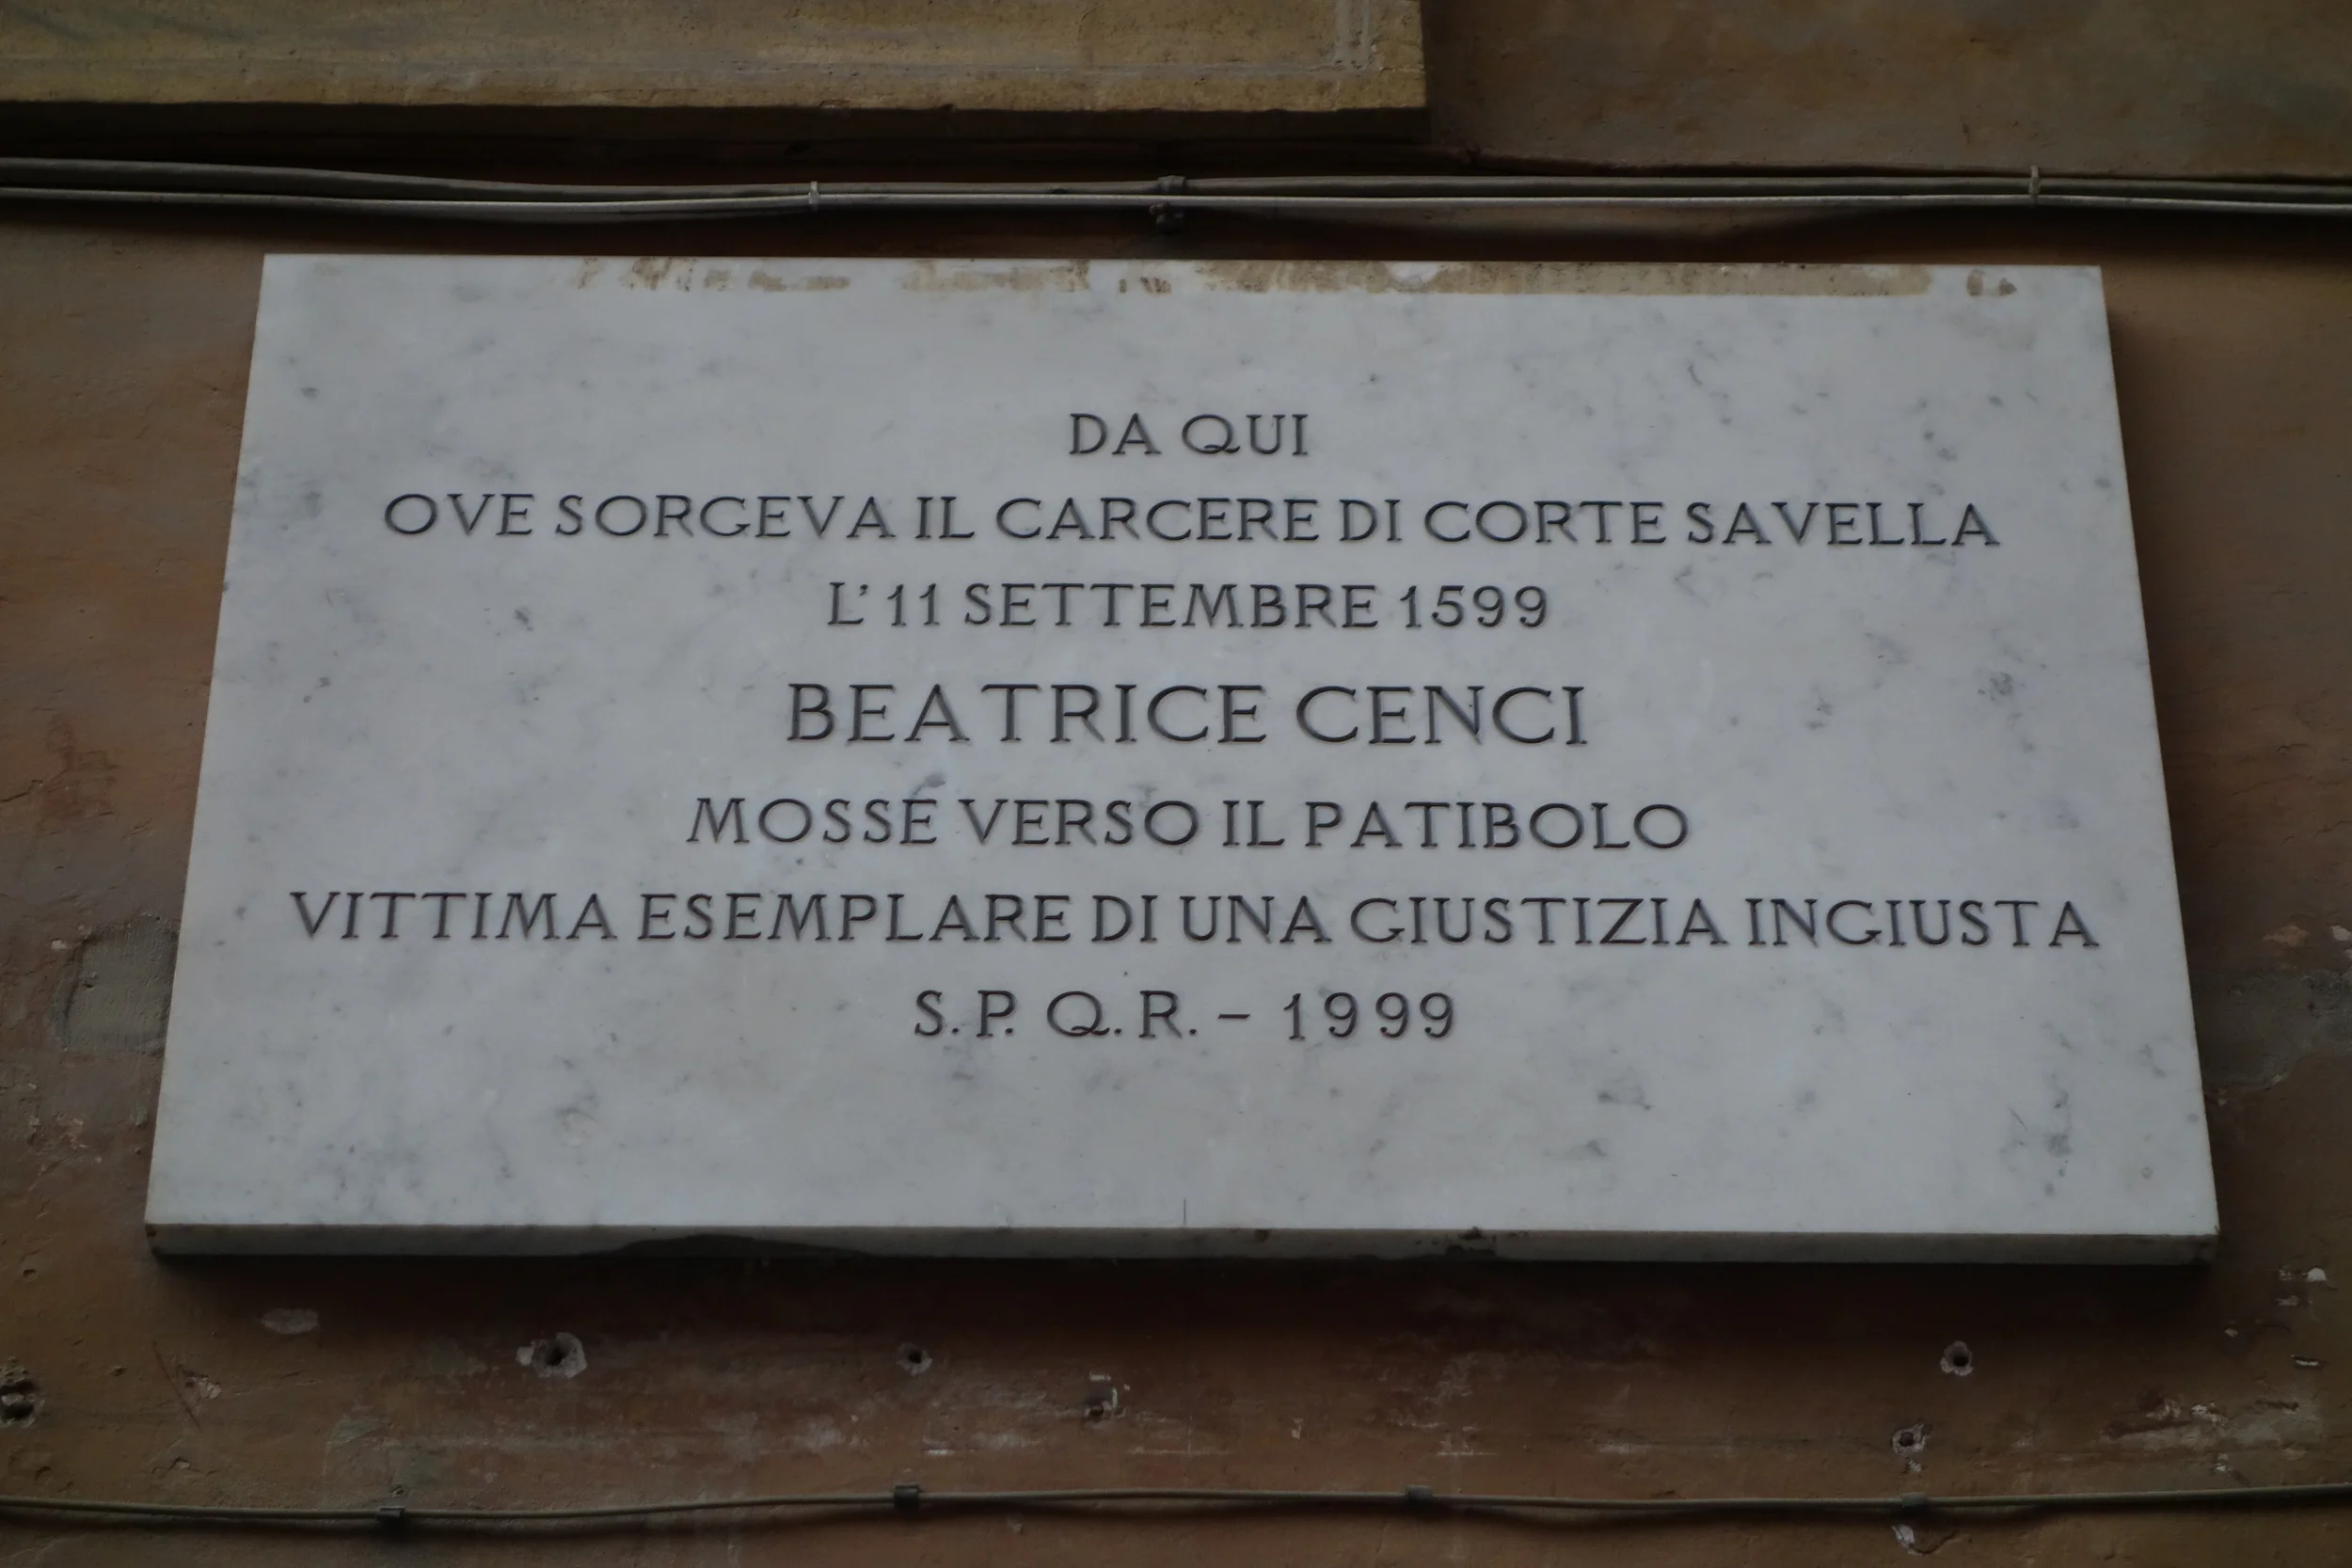 DA QUI
OVE SORGEVA IL CARCERE DI CORTE SAVELLA
L'11 SETTEMBRE 1599
BEATRICE CENCI
MOSSE VERSO IL PATIBOLO
VITTIMA ESEMPLARE DI UNA GIUSTIZIA INGIUSTA
S.P.Q.R. - 1999